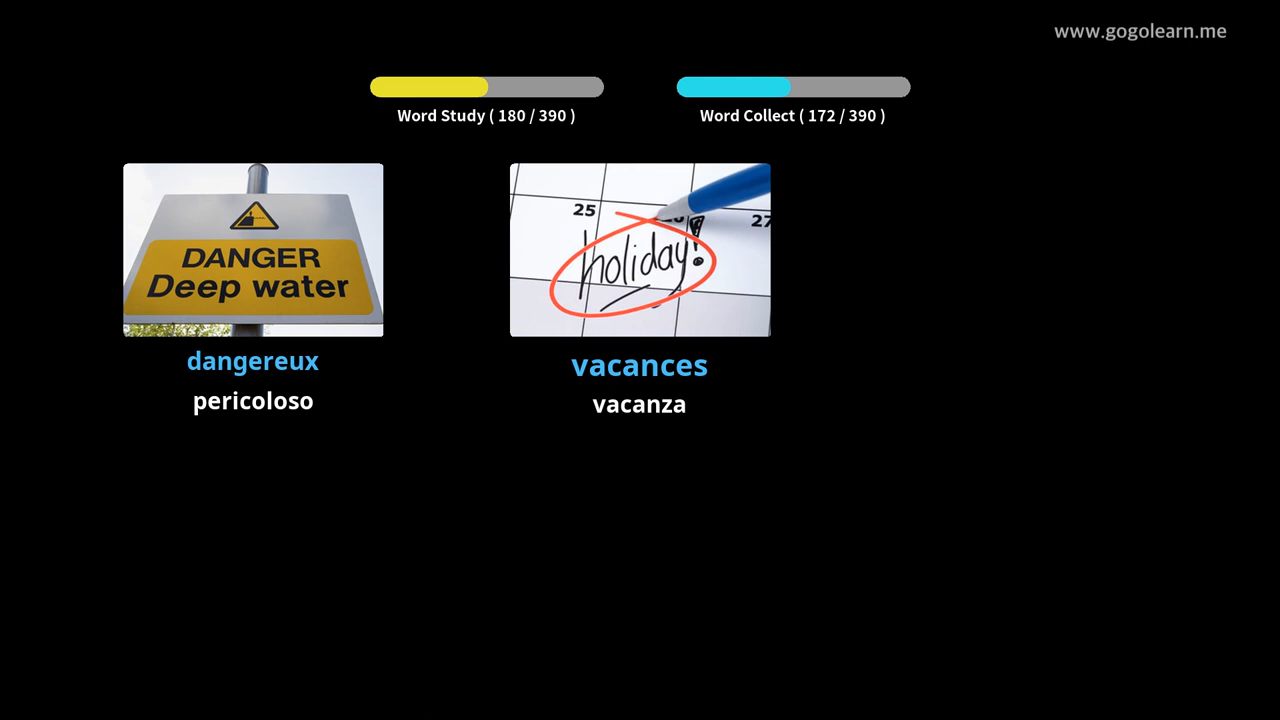 www.gogolearn.me
Word Study ( 180 / 390 )
Word Collect ( 172 / 390 )
DANGER
Deep water
dangereux
pericoloso
25
27
holiday!
vacances
vacanza